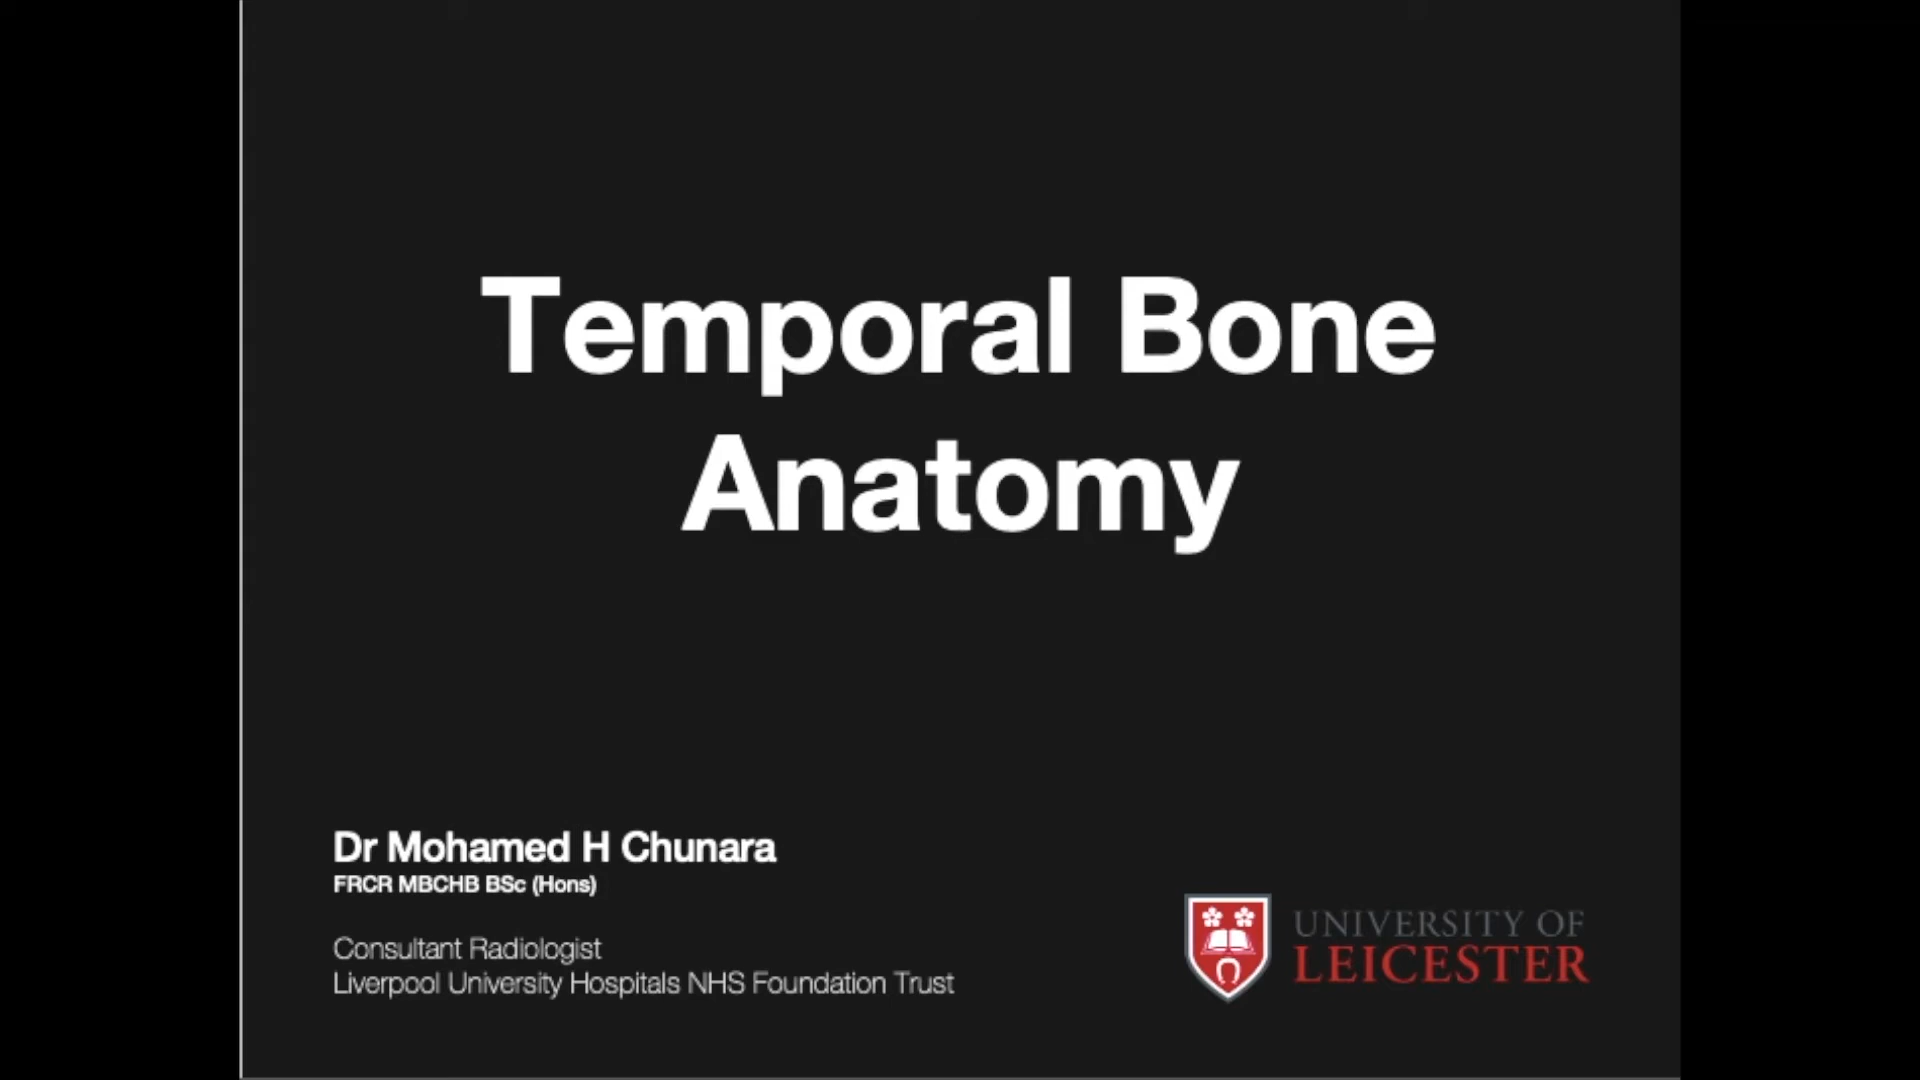 Temporal Bone
Anatomy
Dr Mohamed H Chunara
FRCR MBCHB BSc (Hons)
Consultant Radiologist
Liverpool University Hospitals NHS Foundation Trust
UNIVERSITY OF
LEICESTER